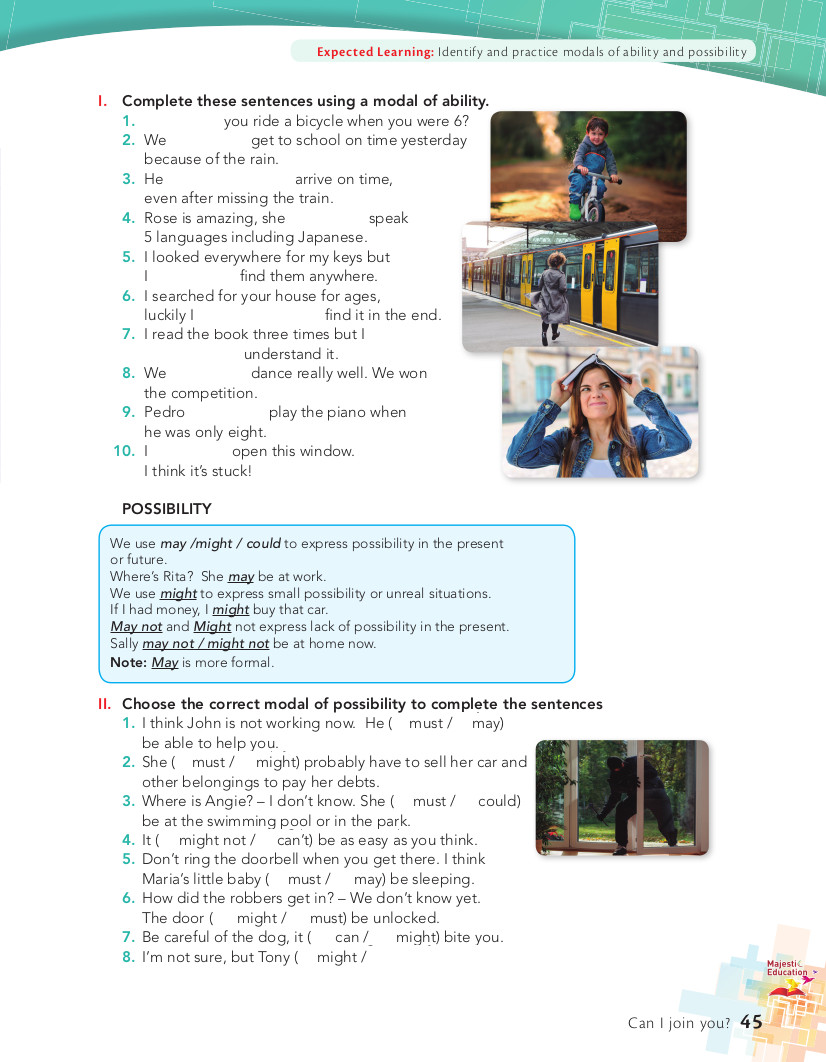 Expected Learning: Identify and practice modals of ability and possibility
I. Complete these sentences using a modal of ability.
1. you ride a bicycle when you were 6?
2. We get to school on time yesterday
because of the rain.
3. He arrive on time,
even after missing the train.
4. Rose is amazing, she speak
5 languages including Japanese.
5. I looked everywhere for my keys but
I find them anywhere.
6. I searched for your house for ages,
luckily I find it in the end.
7. I read the book three times but I
understand it.
8. We dance really well. We won
the competition.
9. Pedro play the piano when
he was only eight.
10. I open this window.
I think it's stuck!
POSSIBILITY
We use may /might / could to express possibility in the present
or future.
Where's Rita? She may be at work.
We use might to express small possibility or unreal situations.
If I had money, I might buy that car.
May not and Might not express lack of possibility in the present.
Sally may not / might not be at home now.
Note: May is more formal.
II. Choose the correct modal of possibility to complete the sentences
1. I think John is not working now. He ( must / may)
be able to help you.
2. She ( must / might) probably have to sell her car and
other belongings to pay her debts.
3. Where is Angie? – I don't know. She ( must / could)
be at the swimming pool or in the park.
4. It ( might not / can't) be as easy as you think.
5. Don't ring the doorbell when you get there. I think
Maria's little baby ( must / may) be sleeping.
6. How did the robbers get in? – We don't know yet.
The door ( might / must) be unlocked.
7. Be careful of the dog, it ( can / might) bite you.
8. I'm not sure, but Tony ( might /
Majestic
Education
Can I join you? 45